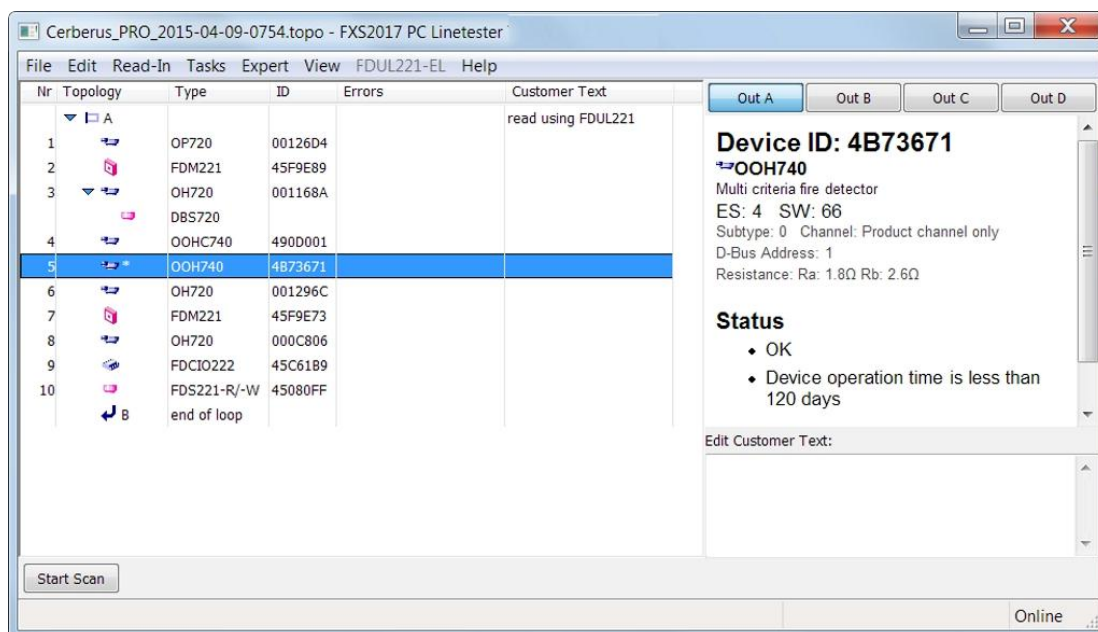 Cerberus_PRO_2015-04-09-0754.topo - FXS2017 PC Linetester
File Edit Read-In Tasks Expert View FDUL221-EL Help
Nr Topology Type ID Errors Customer Text
A read using FDUL221
1 OP720 00126D4
2 FDM221 45F9E89
3 OH720 001168A
DBS720
4 OOHC740 490D001
5 * OOH740 4B73671
6 OH720 001296C
7 FDM221 45F9E73
8 OH720 000C806
9 FDCIO222 45C61B9
10 FDS221-R/-W 45080FF
B end of loop
Out A Out B Out C Out D
Device ID: 4B73671
OOH740
Multi criteria fire detector
ES: 4 SW: 66
Subtype: 0 Channel: Product channel only
D-Bus Address: 1
Resistance: Ra: 1.8Ω Rb: 2.6Ω
Status
• OK
• Device operation time is less than
120 days
Edit Customer Text:
Start Scan
Online